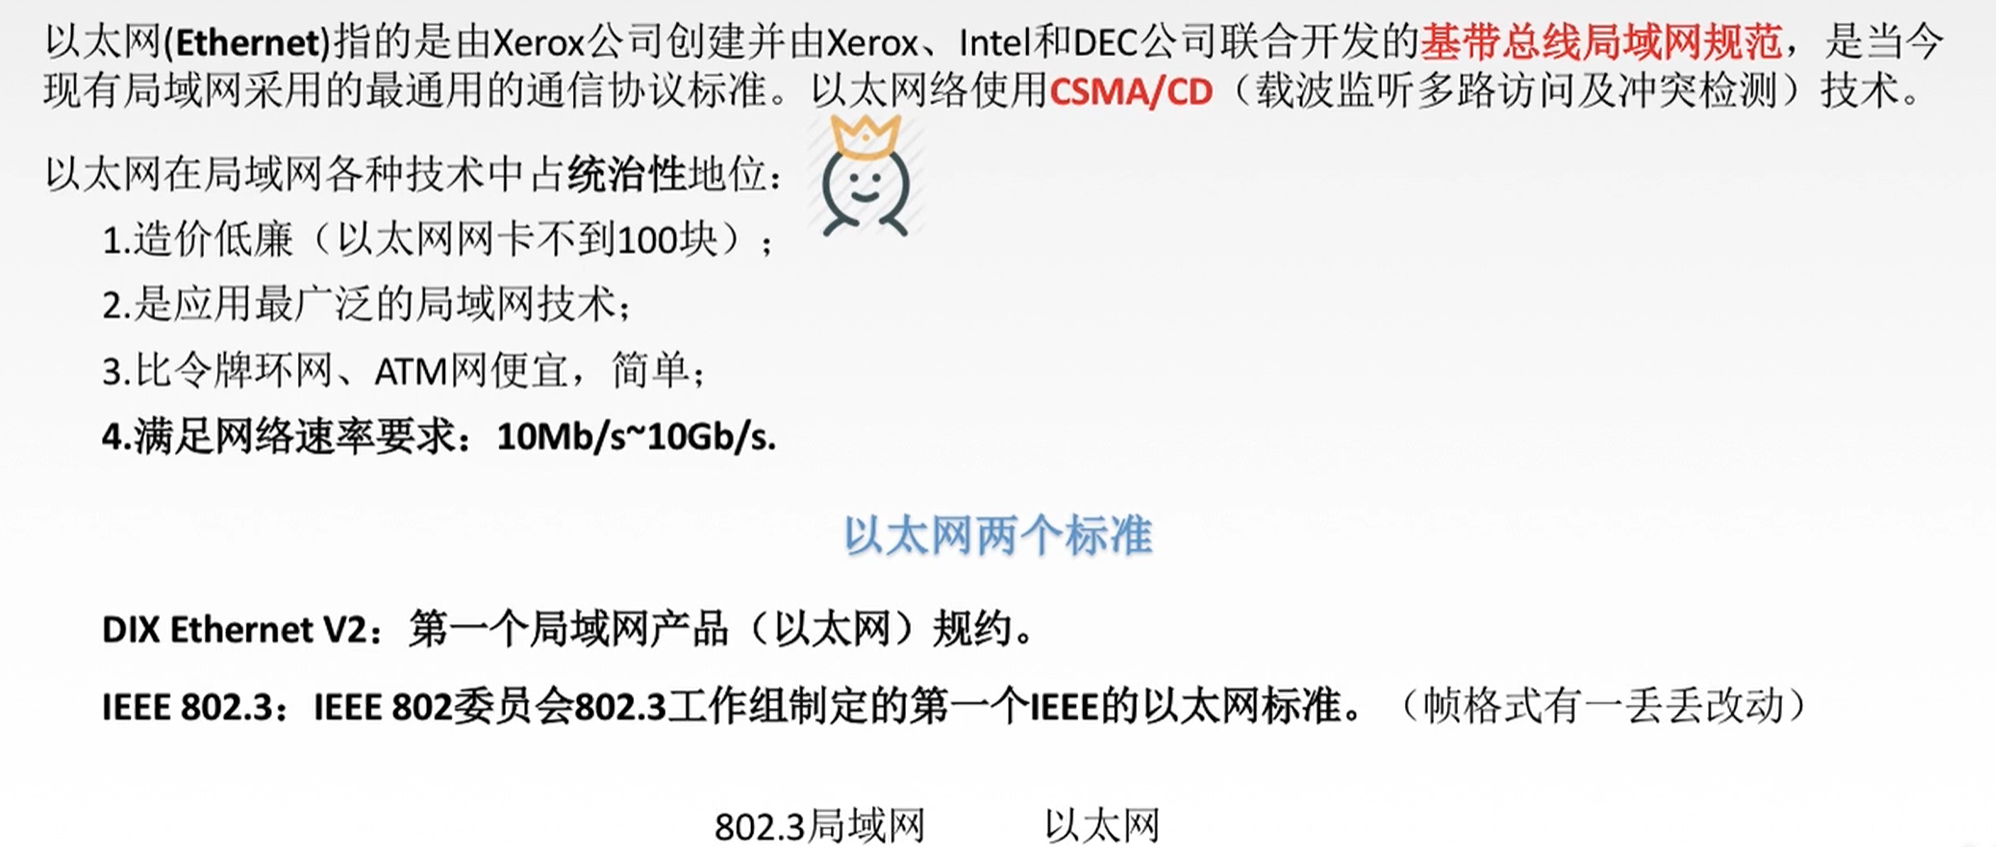 以太网(Ethernet)指的是由Xerox公司创建并由Xerox、Intel和DEC公司联合开发的基带总线局域网规范，是当今
现有局域网采用的最通用的通信协议标准。以太网络使用CSMA/CD（载波监听多路访问及冲突检测）技术。
以太网在局域网各种技术中占统治性地位：
1.造价低廉（以太网网卡不到100块）；
2.是应用最广泛的局域网技术；
3.比令牌环网、ATM网便宜，简单；
4.满足网络速率要求：10Mb/s~10Gb/s.
以太网两个标准
DIX Ethernet V2：第一个局域网产品（以太网）规约。
IEEE 802.3：IEEE 802委员会802.3工作组制定的第一个IEEE的以太网标准。（帧格式有一丢丢改动）
802.3局域网 以太网